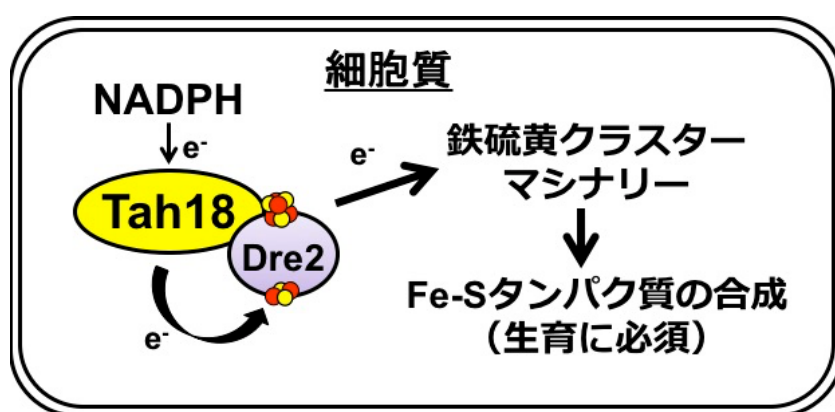 細胞質
NADPH
e-
Tah18
Dre2
e-
e-
鉄硫黄クラスター
マシナリー
Fe-Sタンパク質の合成
（生育に必須）